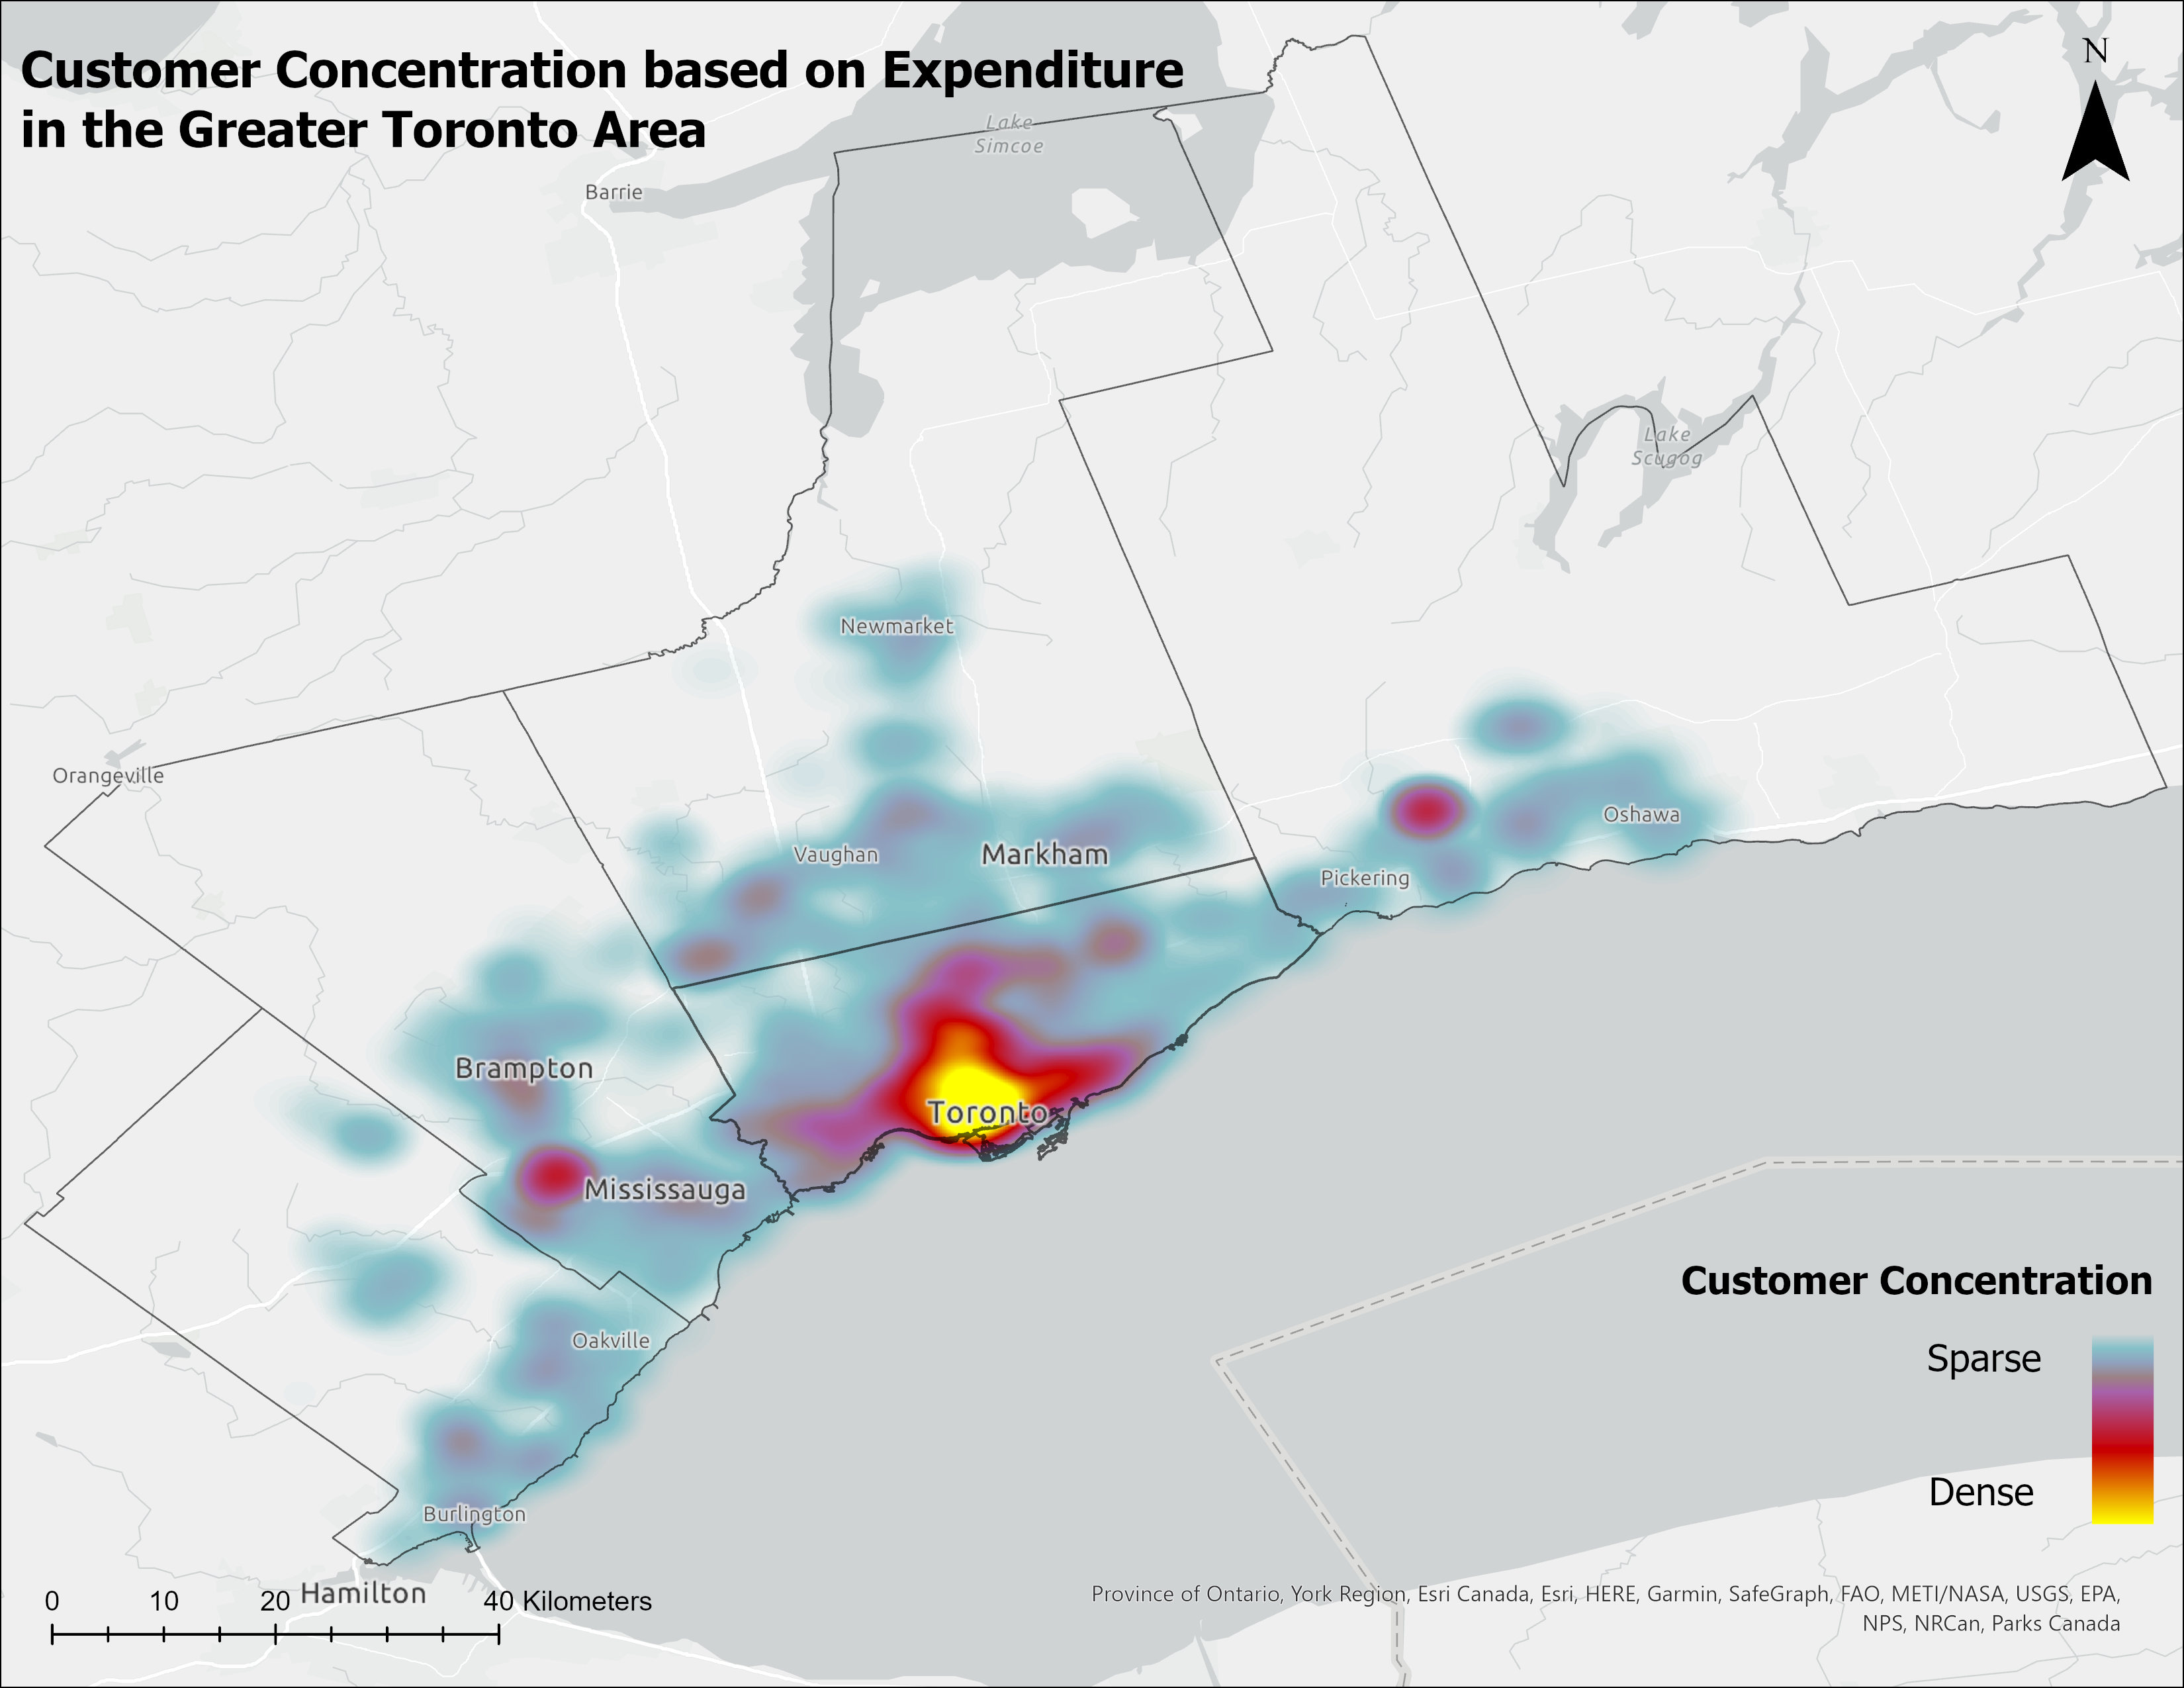 Customer Concentration based on Expenditure
in the Greater Toronto Area
N
Lake
Simcoe
Barrie
Lake
Scugog
Newmarket
Orangeville
Oshawa
Vaughan
Markham
Pickering
Brampton
Toronto
Mississauga
Oakville
Burlington
Hamilton
Customer Concentration
Sparse
Dense
0 10 20 40 Kilometers
Province of Ontario, York Region, Esri Canada, Esri, HERE, Garmin, SafeGraph, FAO, METI/NASA, USGS, EPA,
NPS, NRCan, Parks Canada